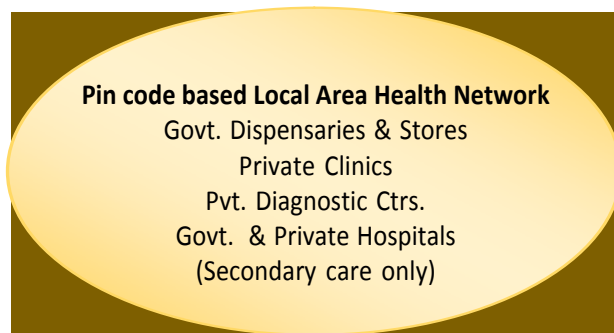 Pin code based Local Area Health Network
Govt. Dispensaries & Stores
Private Clinics
Pvt. Diagnostic Ctrs.
Govt. & Private Hospitals
(Secondary care only)